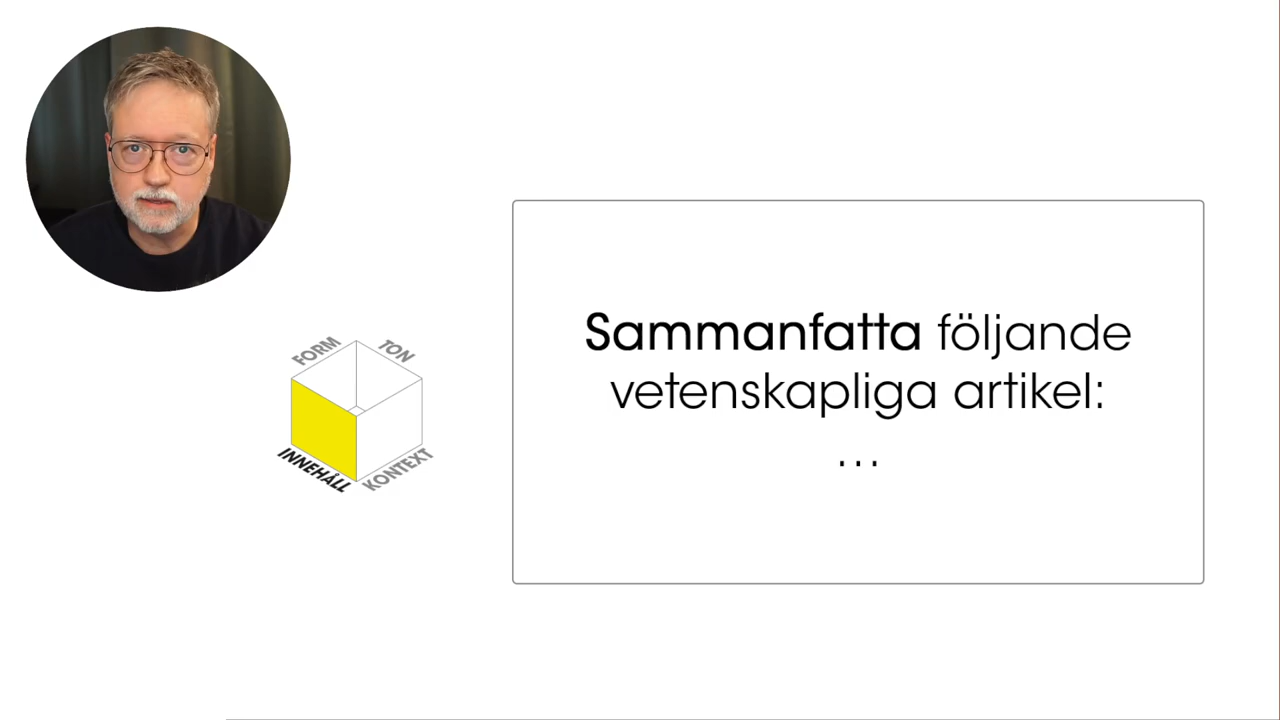 FORM
TON
INNEHÅLL
KONTEXT
Sammanfatta följande
vetenskapliga artikel:
...